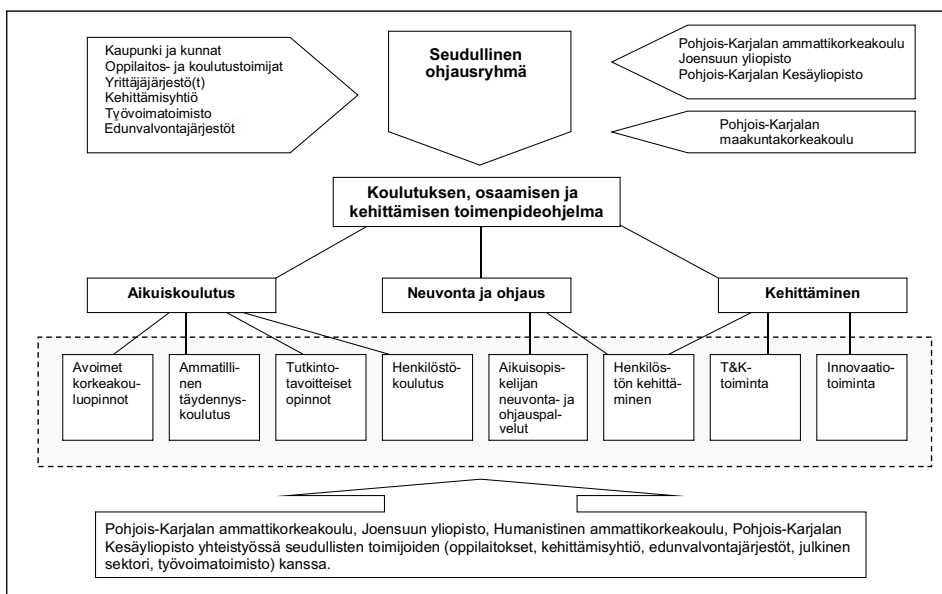 Kaupunki ja kunnat
Oppilaitos- ja koulutustoimijat
Yrittäjäjärjestö(t)
Kehittämisyhtiö
Työvoimatoimisto
Edunvalvontajärjestöt
Seudullinen
ohjausryhmä
Pohjois-Karjalan ammattikorkeakoulu
Joensuun yliopisto
Pohjois-Karjalan Kesäyliopisto
Pohjois-Karjalan
maakuntakorkeakoulu
Koulutuksen, osaamisen ja
kehittämisen toimenpideohjelma
Aikuiskoulutus
Neuvonta ja ohjaus
Kehittäminen
Avoimet
korkeakou-
luopinnot
Ammatilli-
nen
täydennys-
koulutus
Tutkinto-
tavoitteiset
opinnot
Henkilöstö-
koulutus
Aikuisopis-
kelijan
neuvonta- ja
ohjauspal-
velut
Henkilös-
tön kehittä-
minen
T&K-
toiminta
Innovaatio-
toiminta
Pohjois-Karjalan ammattikorkeakoulu, Joensuun yliopisto, Humanistinen ammattikorkeakoulu, Pohjois-Karjalan
Kesäyliopisto yhteistyössä seudullisten toimijoiden (oppilaitokset, kehittämisyhtiö, edunvalvontajärjestöt, julkinen
sektori, työvoimatoimisto) kanssa.